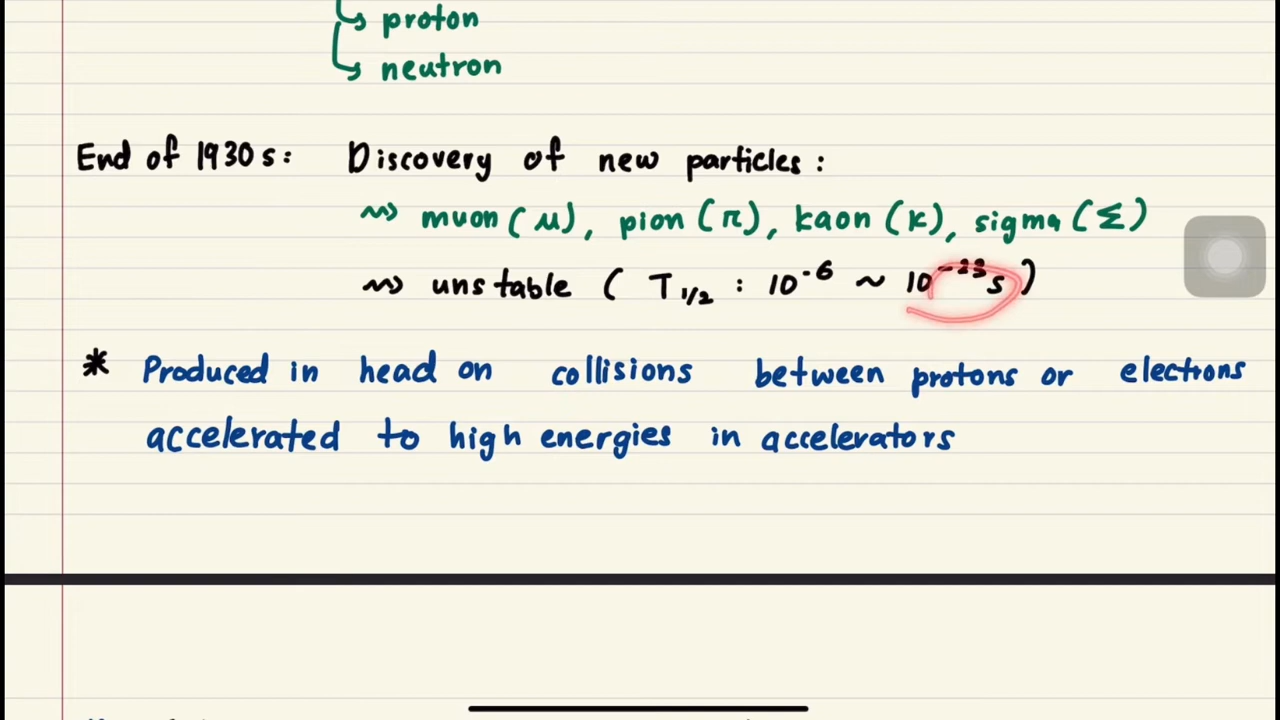 ↳ proton
↳ neutron
End of 1930s: Discovery of new particles:
⇝ muon (μ), pion (π), kaon (K), sigma (Σ)
⇝ unstable ( T1/2 : 10⁻⁶ ~ 10⁻²³s )
* Produced in head on collisions between protons or electrons
accelerated to high energies in accelerators